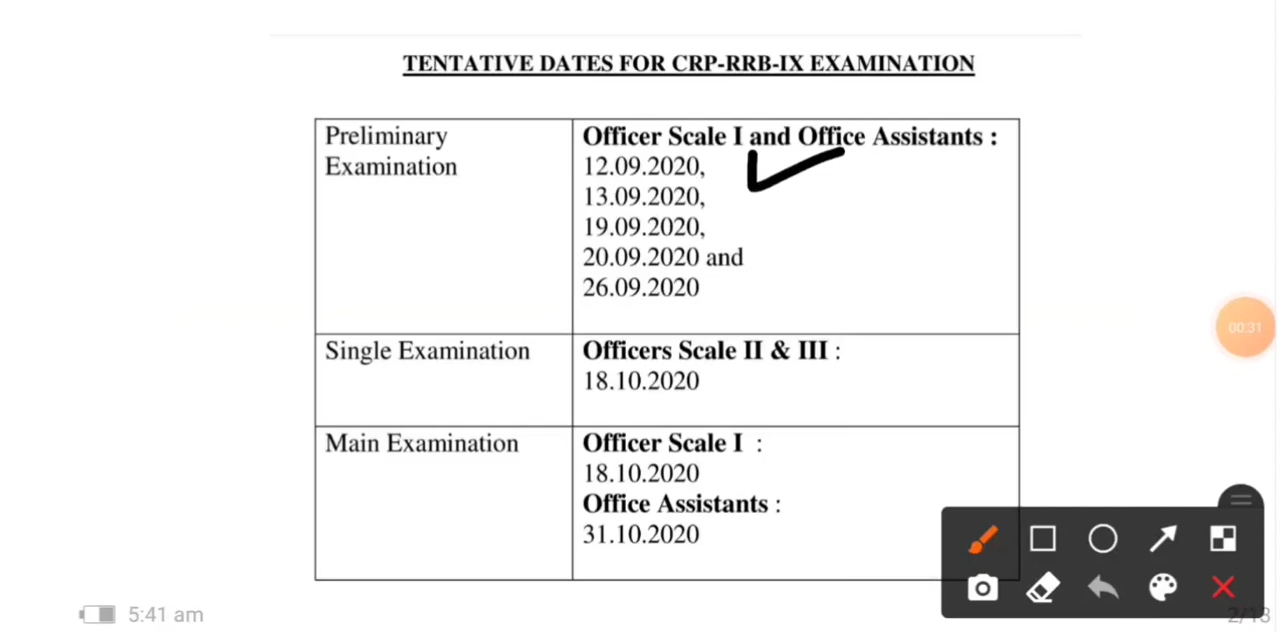 TENTATIVE DATES FOR CRP-RRB-IX EXAMINATION
Preliminary
Examination
Officer Scale I and Office Assistants :
12.09.2020,
13.09.2020,
19.09.2020,
20.09.2020 and
26.09.2020
Single Examination
Officers Scale II & III :
18.10.2020
Main Examination
Officer Scale I :
18.10.2020
Office Assistants :
31.10.2020
00:31
5:41 am
2/13